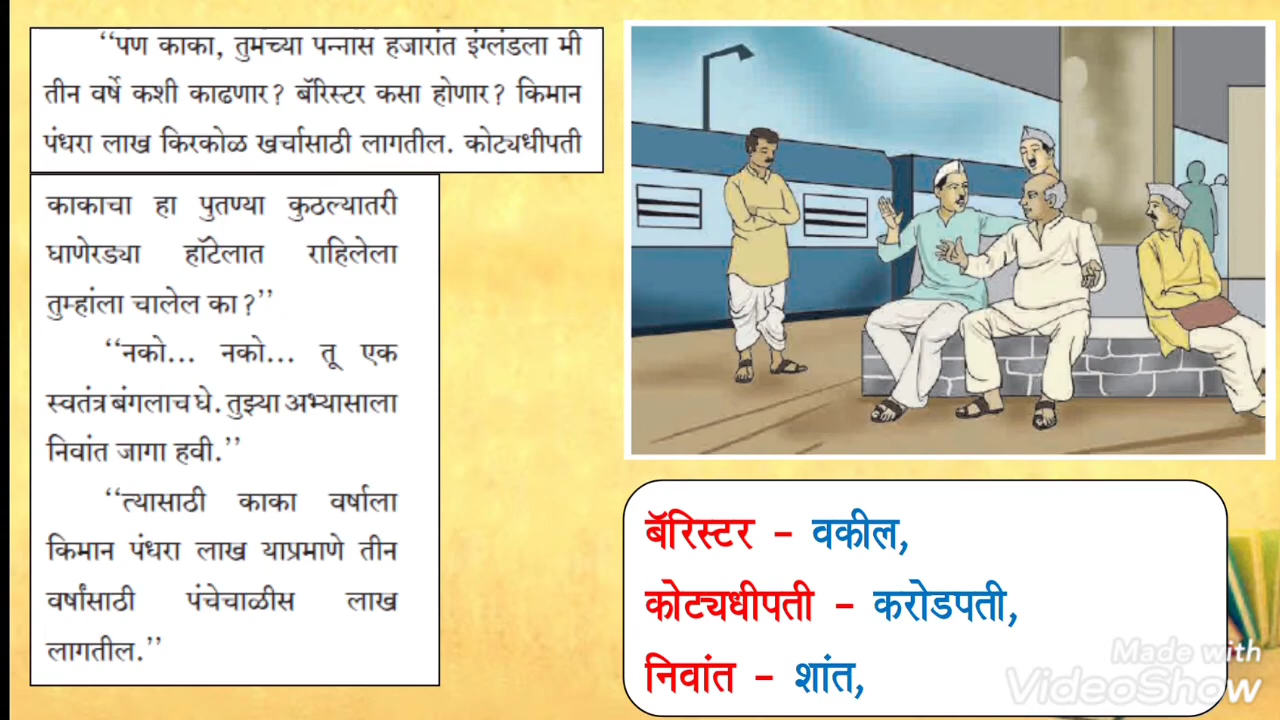 “पण काका, तुमच्या पन्नास हजारांत इंग्लंडला मी
तीन वर्षे कशी काढणार? बॅरिस्टर कसा होणार? किमान
पंधरा लाख किरकोळ खर्चासाठी लागतील. कोट्यधीपती
काकाचा हा पुतण्या कुठल्यातरी
धाणेरड्या हॉटेलात राहिलेला
तुम्हांला चालेल का?”
“नको... नको... तू एक
स्वतंत्र बंगलाच घे. तुझ्या अभ्यासाला
निवांत जागा हवी.”
“त्यासाठी काका वर्षाला
किमान पंधरा लाख याप्रमाणे तीन
वर्षांसाठी पंचेचाळीस लाख
लागतील.”
बॅरिस्टर – वकील,
कोट्यधीपती – करोडपती,
निवांत – शांत,
Made with
VideoShow